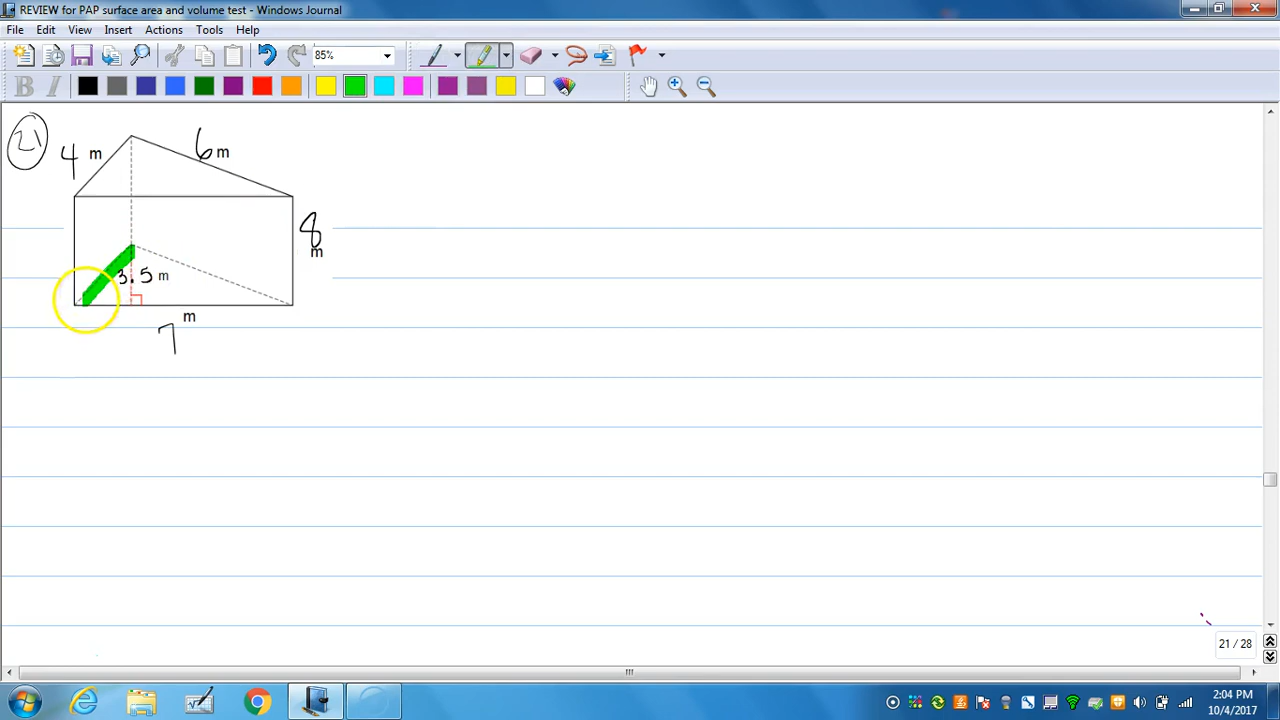 REVIEW for PAP surface area and volume test - Windows Journal
File Edit View Insert Actions Tools Help
85%
B I
21
4 m
6 m
8 m
3.5 m
7 m
21 / 28
2:04 PM
10/4/2017